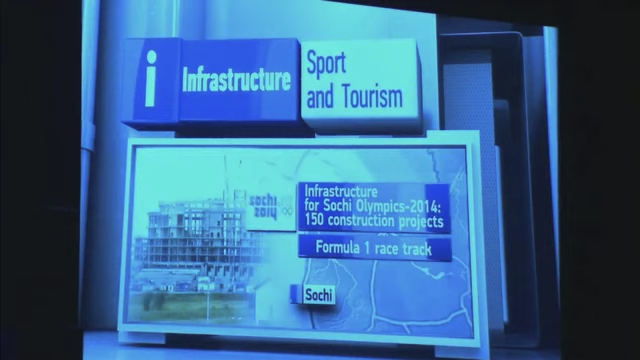 i Infrastructure
Sport
and Tourism
sochi
2014
Infrastructure
for Sochi Olympics-2014:
150 construction projects
Formula 1 race track
Sochi